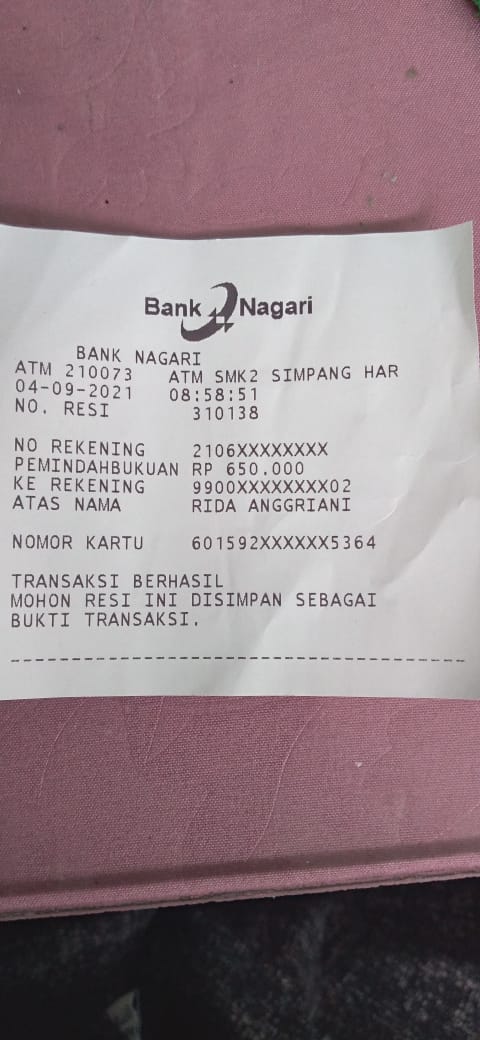 Bank Nagari
BANK NAGARI
ATM 210073 ATM SMK2 SIMPANG HAR
04-09-2021 08:58:51
NO. RESI 310138
NO REKENING 2106XXXXXXXXX
PEMINDAHBUKUAN RP 650.000
KE REKENING 9900XXXXXXXX02
ATAS NAMA RIDA ANGGRIANI
NOMOR KARTU 601592XXXXXX5364
TRANSAKSI BERHASIL
MOHON RESI INI DISIMPAN SEBAGAI
BUKTI TRANSAKSI.